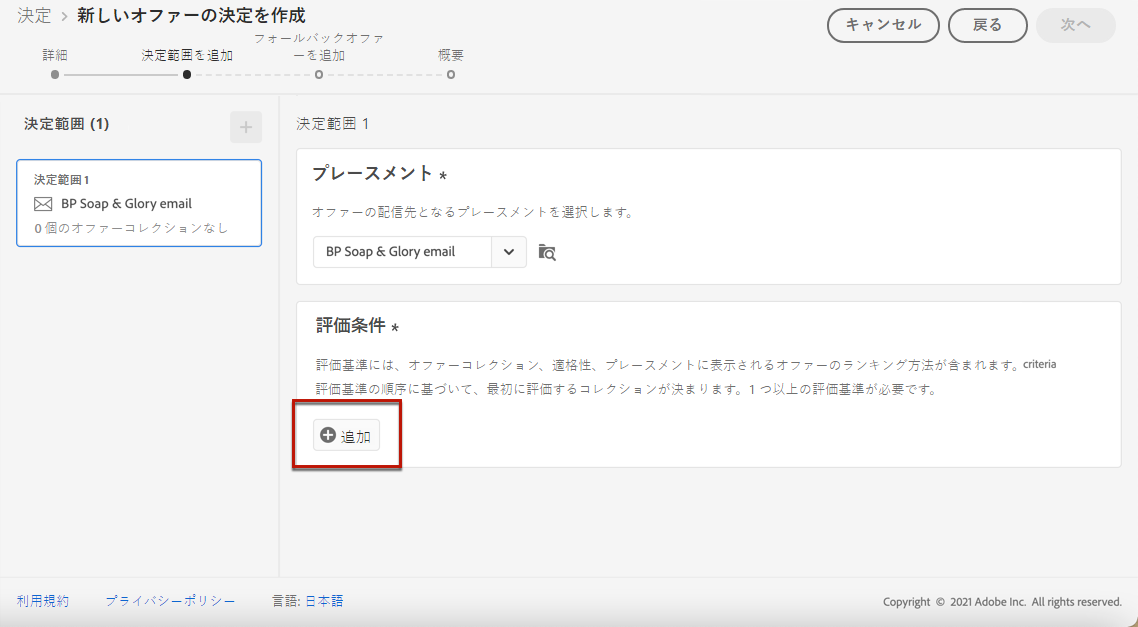 決定 > 新しいオファーの決定を作成
キャンセル
戻る
次へ
詳細
決定範囲を追加
フォールバックオファ
ーを追加
概要
決定範囲 (1)
決定範囲 1
BP Soap & Glory email
0 個のオファーコレクションなし
決定範囲 1
プレースメント *
オファーの配信先となるプレースメントを選択します。
BP Soap & Glory email
評価条件 *
評価基準には、オファーコレクション、適格性、プレースメントに表示されるオファーのランキング方法が含まれます。criteria
評価基準の順序に基づいて、最初に評価するコレクションが決まります。1 つ以上の評価基準が必要です。
追加
利用規約
プライバシーポリシー
言語: 日本語
Copyright © 2021 Adobe Inc. All rights reserved.